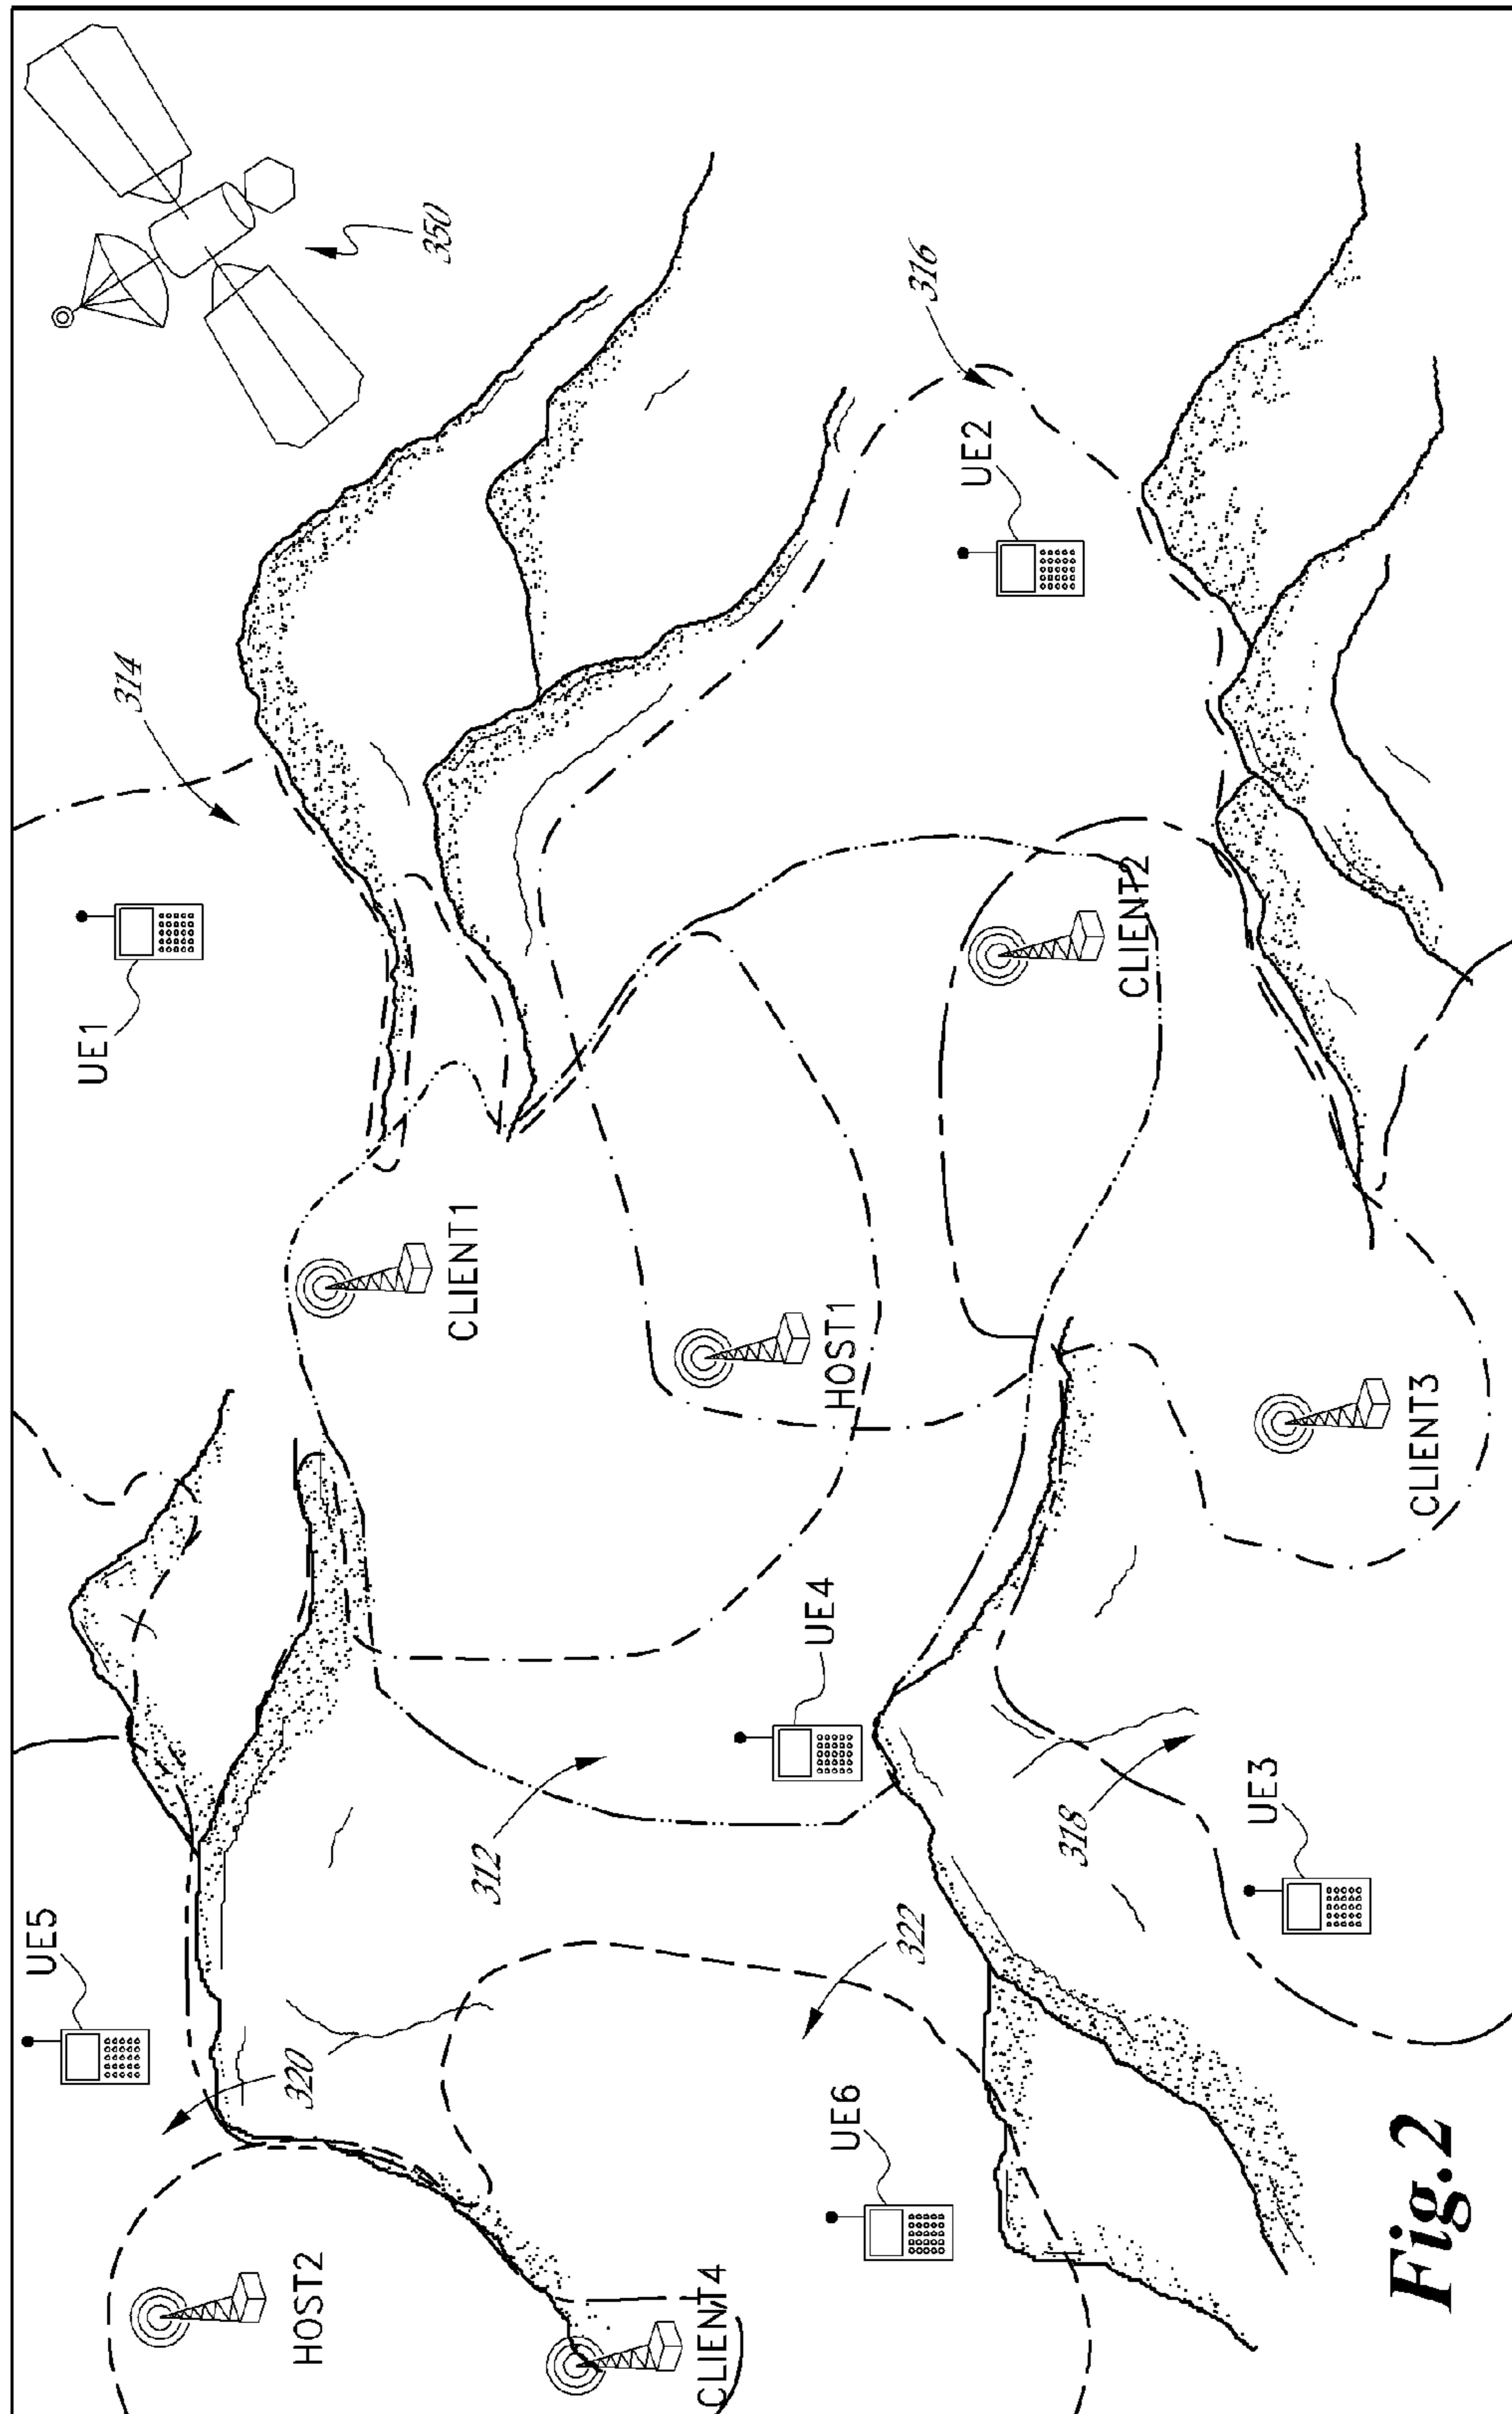 350
314
316
UE1
UE2
CLIENT1
CLIENT2
HOST1
CLIENT3
UE4
312
318
UE3
UE5
322
320
UE6
HOST2
CLIENT4
Fig.2